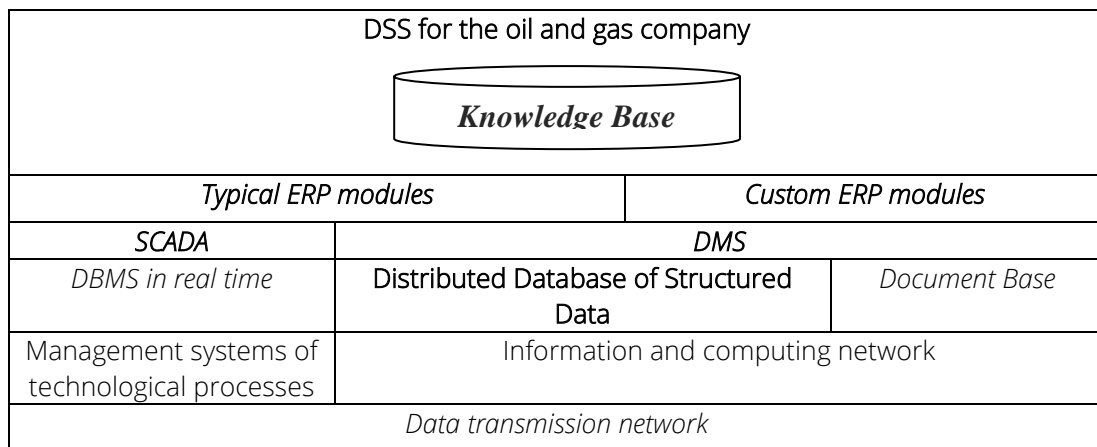 DSS for the oil and gas company
Knowledge Base
Typical ERP modules
Custom ERP modules
SCADA
DMS
DBMS in real time
Distributed Database of Structured
Data
Document Base
Management systems of
technological processes
Information and computing network
Data transmission network